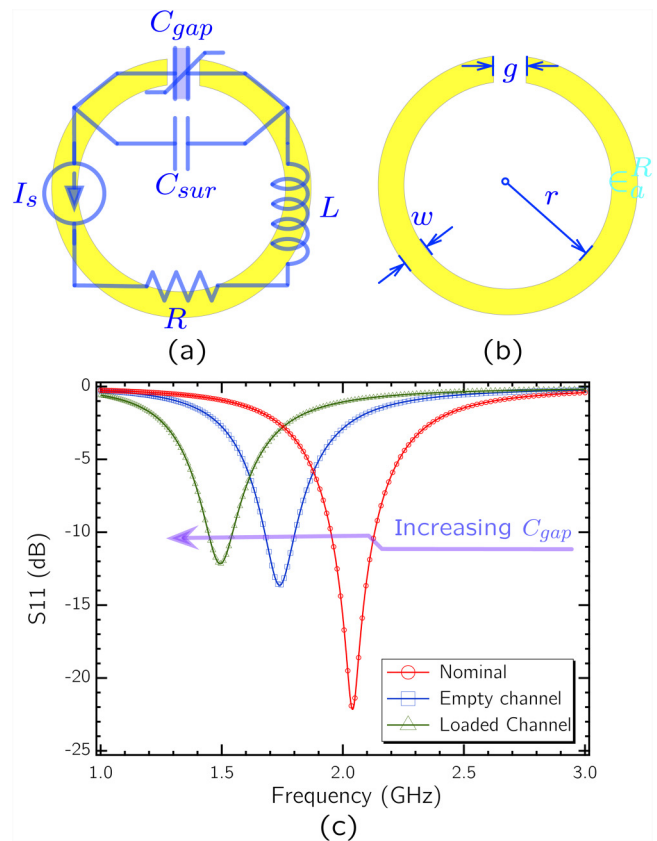 C_gap
I_s
C_sur
L
R
(a)
g
r
w
R
a
(b)
0
-5
-10
-15
-20
-25
S11 (dB)
Increasing C_gap
Nominal
Empty channel
Loaded Channel
1.0 1.5 2.0 2.5 3.0
Frequency (GHz)
(c)